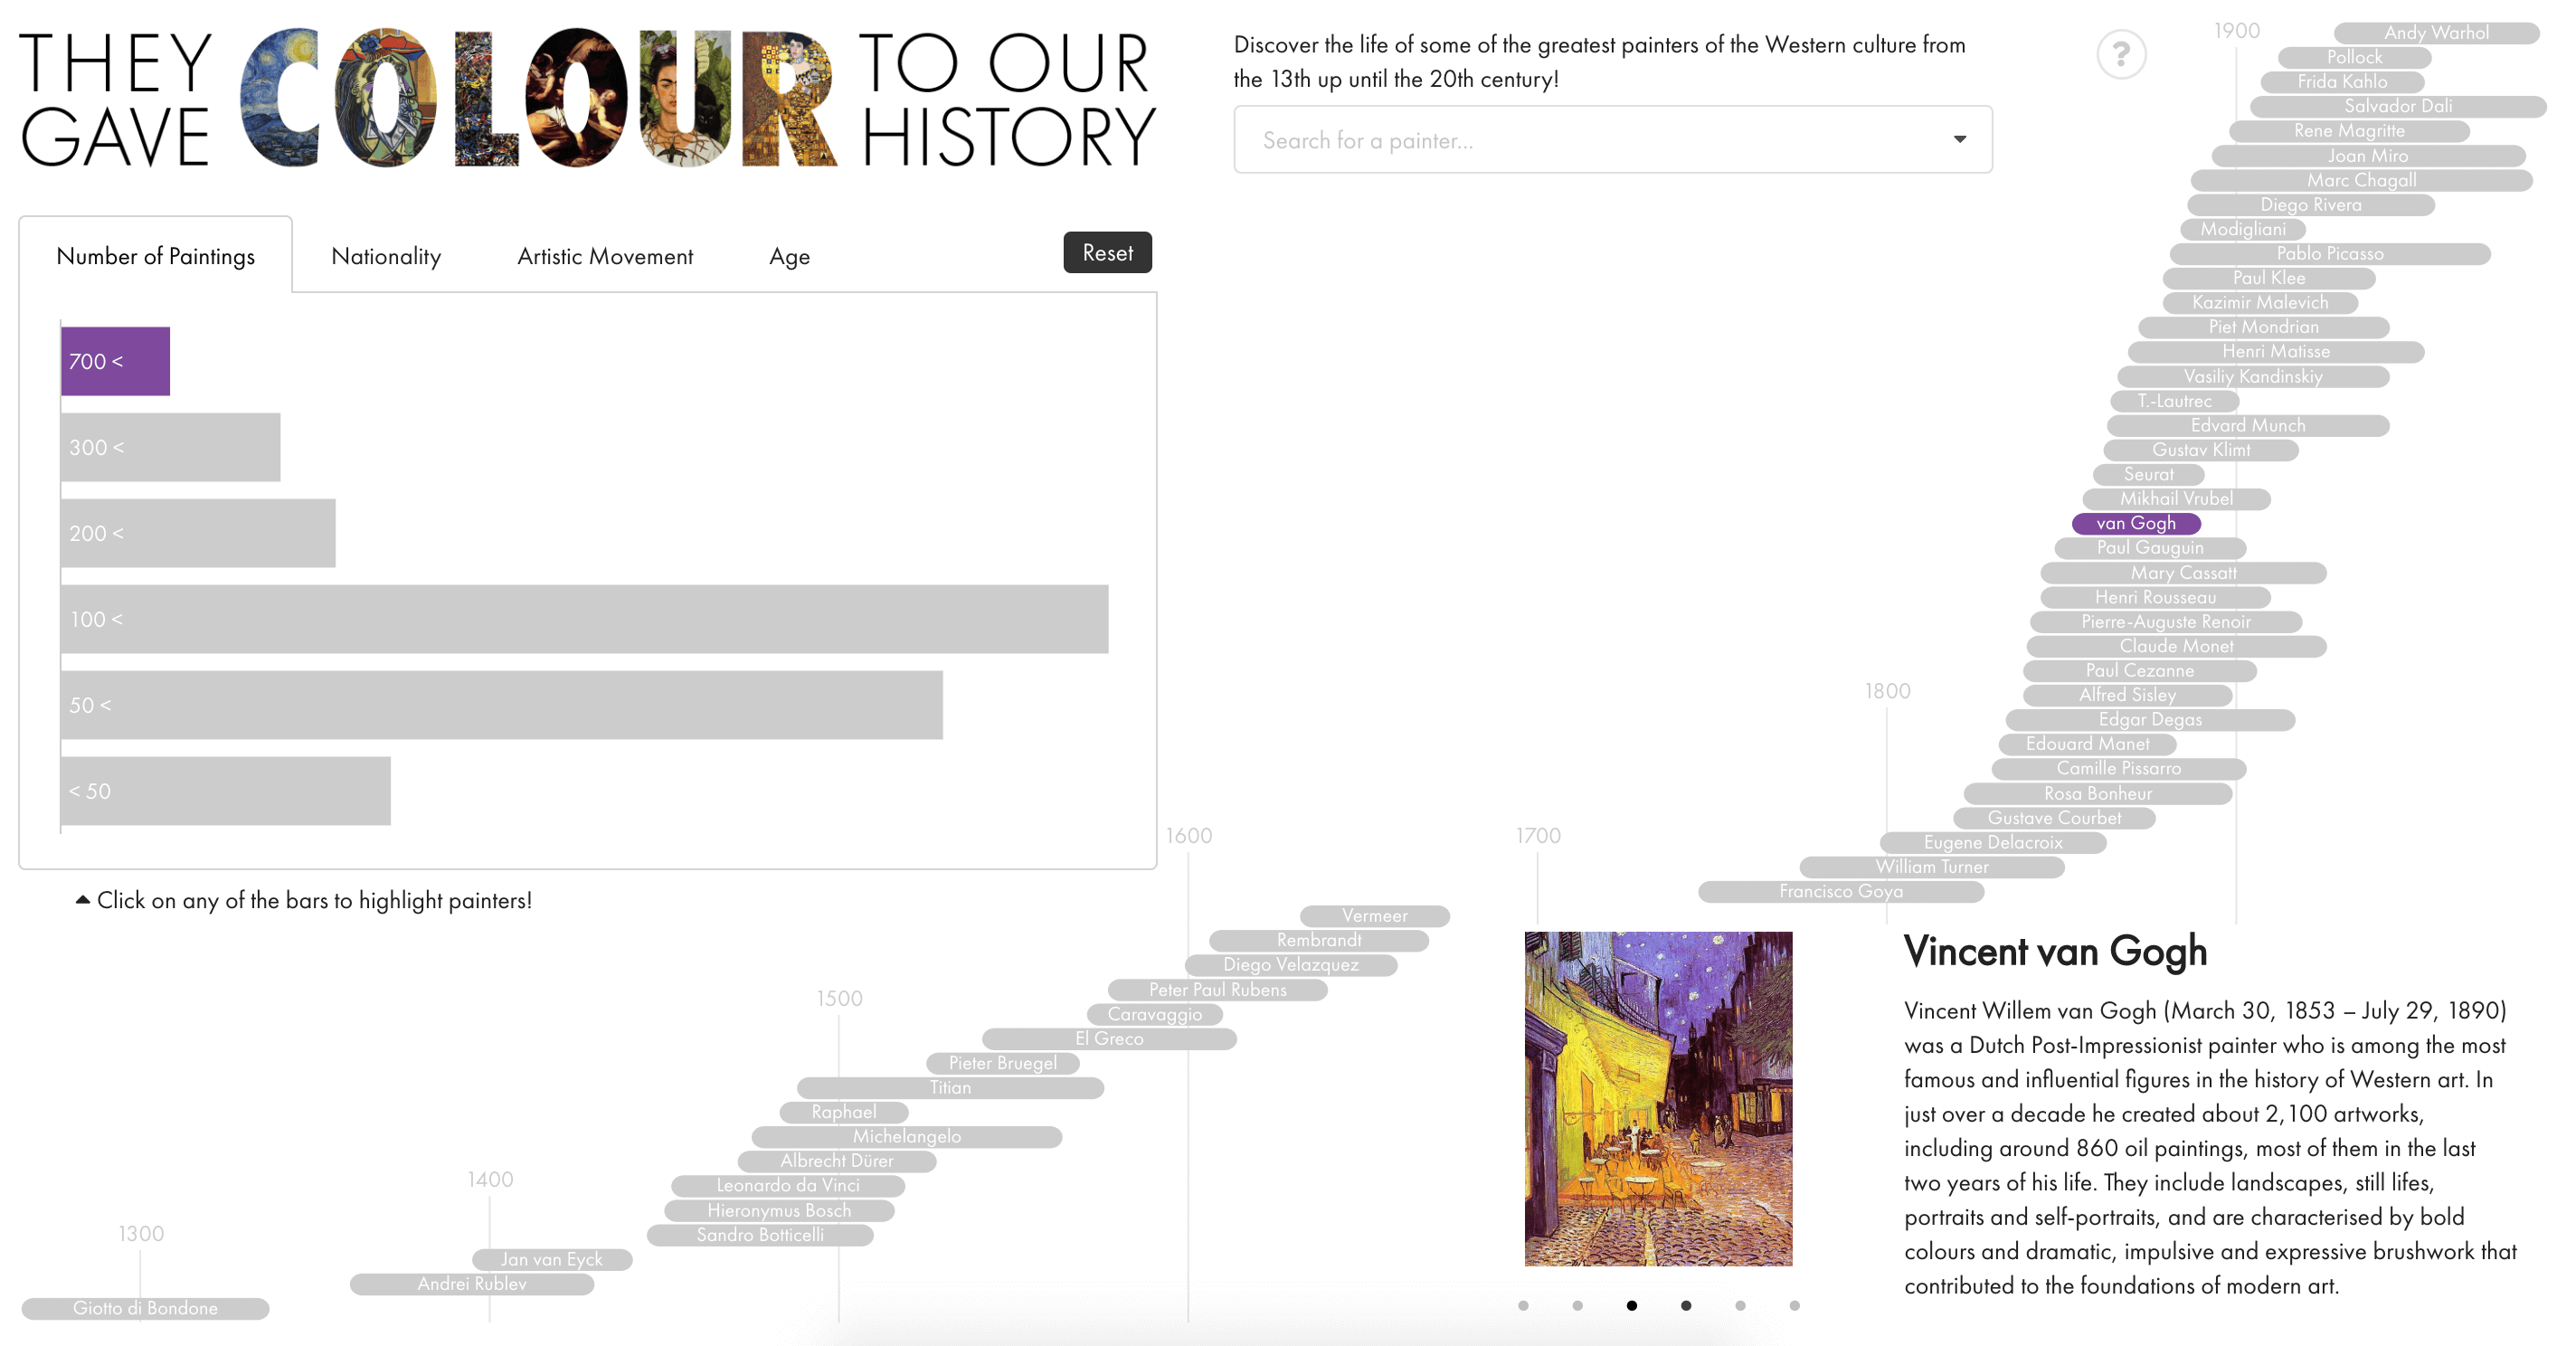 THEY GAVE COLOUR TO OUR HISTORY
Discover the life of some of the greatest painters of the Western culture from
the 13th up until the 20th century!
Search for a painter...
?
Number of Paintings
Nationality
Artistic Movement
Age
Reset
700 <
300 <
200 <
100 <
50 <
< 50
Click on any of the bars to highlight painters!
1900
Andy Warhol
Pollock
Frida Kahlo
Salvador Dali
Rene Magritte
Joan Miro
Marc Chagall
Diego Rivera
Modigliani
Pablo Picasso
Paul Klee
Kazimir Malevich
Piet Mondrian
Henri Matisse
Vasiliy Kandinskiy
T.-Lautrec
Edvard Munch
Gustav Klimt
Seurat
Mikhail Vrubel
van Gogh
Paul Gauguin
Mary Cassatt
Henri Rousseau
Pierre-Auguste Renoir
Claude Monet
Paul Cezanne
1800
Alfred Sisley
Edgar Degas
Edouard Manet
Camille Pissarro
Rosa Bonheur
Gustave Courbet
1600
1700
Eugene Delacroix
William Turner
Francisco Goya
Vermeer
Rembrandt
Diego Velazquez
Peter Paul Rubens
1500
Caravaggio
El Greco
Pieter Bruegel
Titian
Raphael
Michelangelo
Albrecht Dürer
1400
Leonardo da Vinci
Hieronymus Bosch
1300
Sandro Botticelli
Jan van Eyck
Andrei Rublev
Giotto di Bondone
Vincent van Gogh
Vincent Willem van Gogh (March 30, 1853 – July 29, 1890)
was a Dutch Post-Impressionist painter who is among the most
famous and influential figures in the history of Western art. In
just over a decade he created about 2,100 artworks,
including around 860 oil paintings, most of them in the last
two years of his life. They include landscapes, still lifes,
portraits and self-portraits, and are characterised by bold
colours and dramatic, impulsive and expressive brushwork that
contributed to the foundations of modern art.